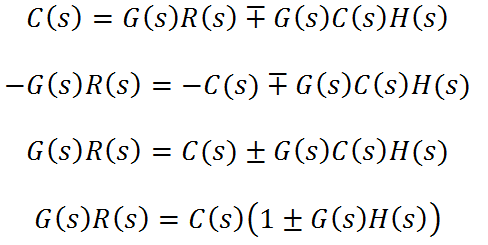 C(s) = G(s)R(s) ∓ G(s)C(s)H(s)
−G(s)R(s) = −C(s) ∓ G(s)C(s)H(s)
G(s)R(s) = C(s) ± G(s)C(s)H(s)
G(s)R(s) = C(s)(1 ± G(s)H(s))